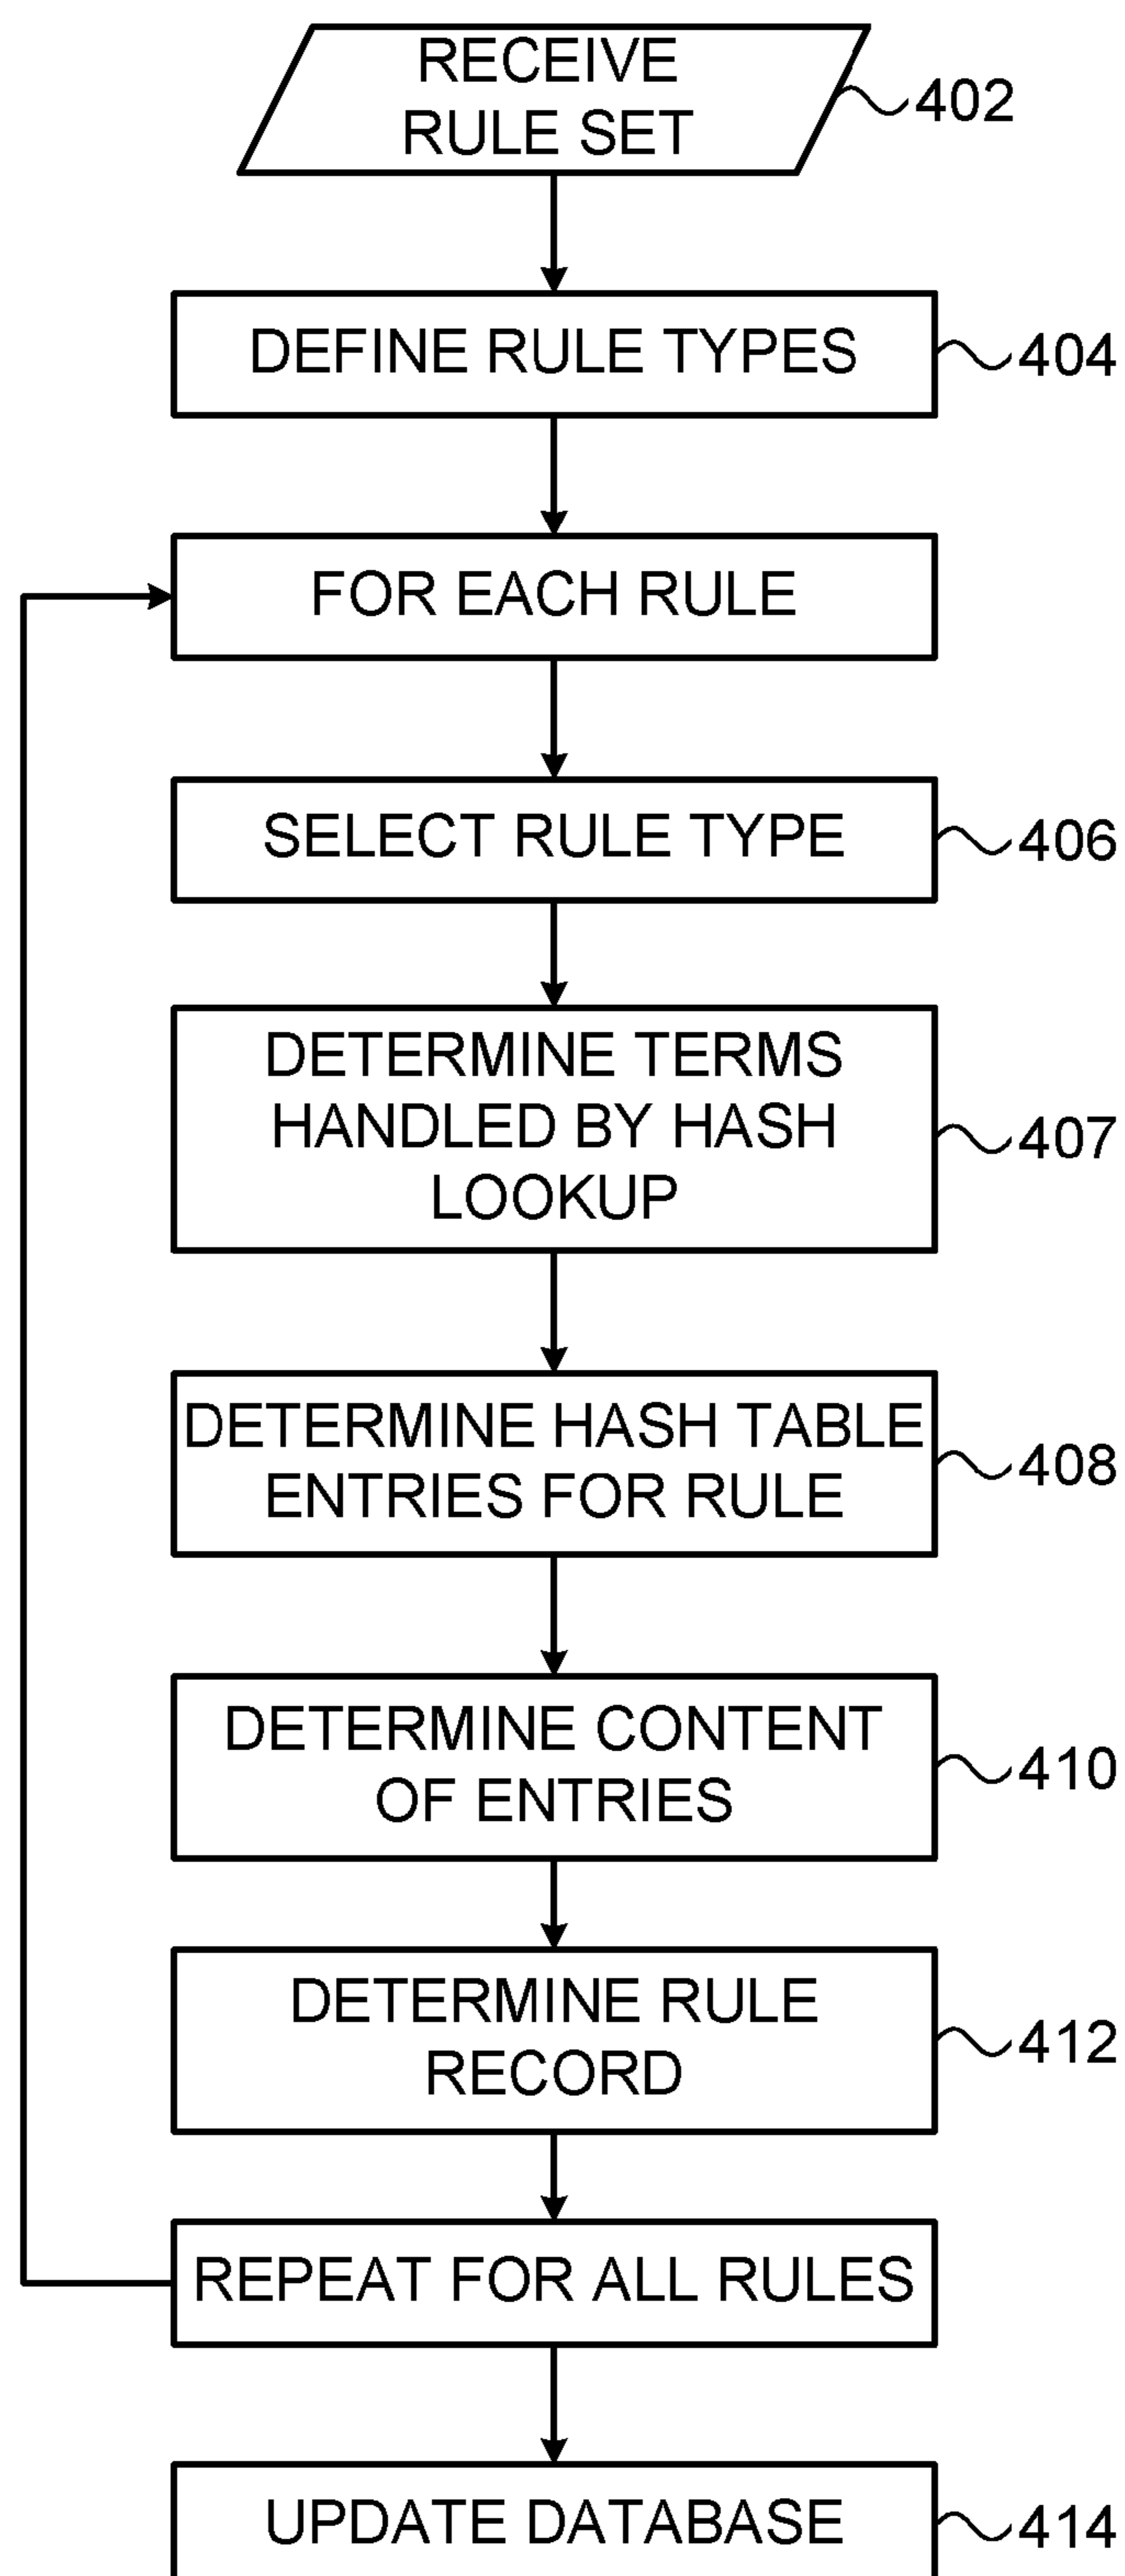 RECEIVE
RULE SET
402
DEFINE RULE TYPES
404
FOR EACH RULE
SELECT RULE TYPE
406
DETERMINE TERMS
HANDLED BY HASH
LOOKUP
407
DETERMINE HASH TABLE
ENTRIES FOR RULE
408
DETERMINE CONTENT
OF ENTRIES
410
DETERMINE RULE
RECORD
412
REPEAT FOR ALL RULES
UPDATE DATABASE
414